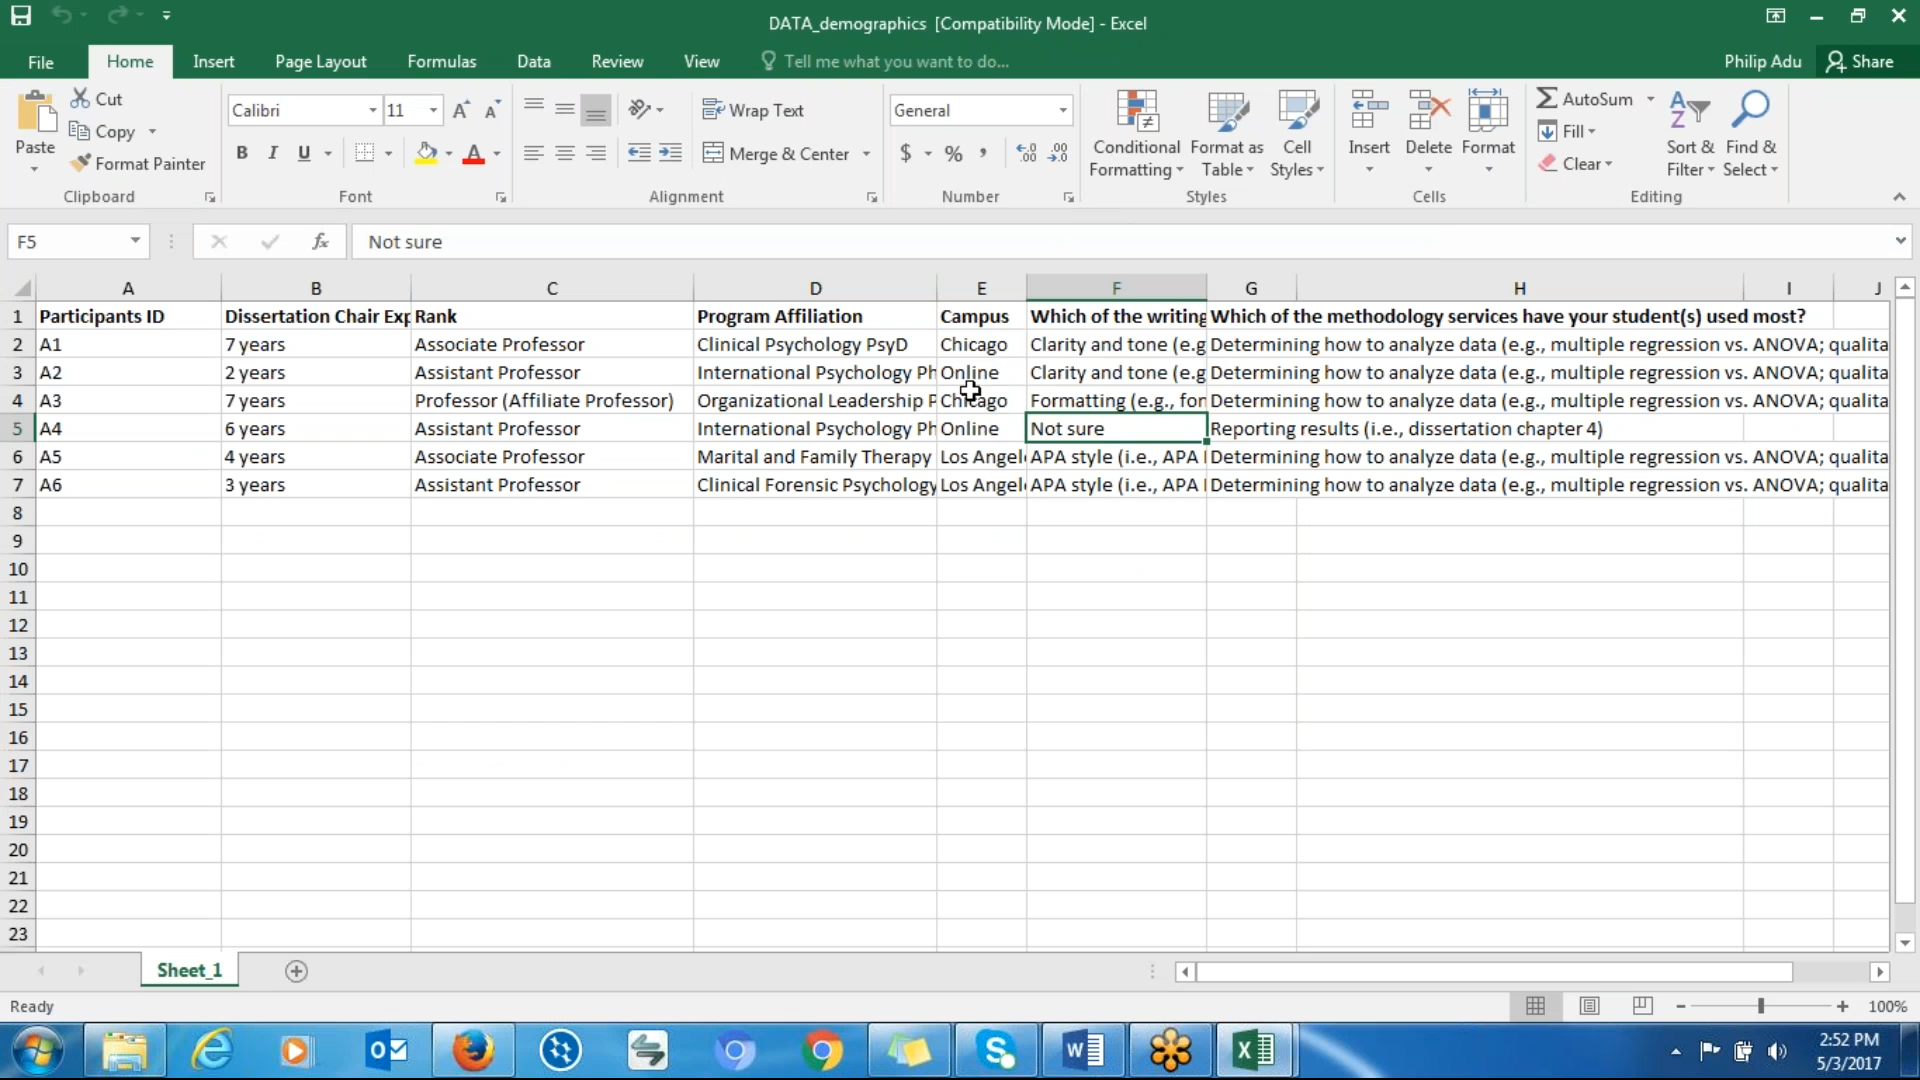 DATA_demographics [Compatibility Mode] - Excel
File Home Insert Page Layout Formulas Data Review View Tell me what you want to do... Philip Adu Share
Paste Cut Copy Format Painter Clipboard
Calibri 11 A A B I U A Font
Wrap Text Merge & Center Alignment
General $ % , .00 .0 Number
Conditional Formatting Format as Table Cell Styles Styles
Insert Delete Format Cells
AutoSum Fill Clear Sort & Filter Find & Select Editing
F5 fx Not sure
A B C D E F G H I J
1 Participants ID Dissertation Chair Exp Rank Program Affiliation Campus Which of the writing Which of the methodology services have your student(s) used most?
2 A1 7 years Associate Professor Clinical Psychology PsyD Chicago Clarity and tone (e.g Determining how to analyze data (e.g., multiple regression vs. ANOVA; qualita
3 A2 2 years Assistant Professor International Psychology Ph Online Clarity and tone (e.g Determining how to analyze data (e.g., multiple regression vs. ANOVA; qualita
4 A3 7 years Professor (Affiliate Professor) Organizational Leadership P Chicago Formatting (e.g., for Determining how to analyze data (e.g., multiple regression vs. ANOVA; qualita
5 A4 6 years Assistant Professor International Psychology Ph Online Not sure Reporting results (i.e., dissertation chapter 4)
6 A5 4 years Associate Professor Marital and Family Therapy Los Angel APA style (i.e., APA Determining how to analyze data (e.g., multiple regression vs. ANOVA; qualita
7 A6 3 years Assistant Professor Clinical Forensic Psychology Los Angel APA style (i.e., APA Determining how to analyze data (e.g., multiple regression vs. ANOVA; qualita
8
9
10
11
12
13
14
15
16
17
18
19
20
21
22
23
Sheet_1
Ready 100%
2:52 PM
5/3/2017